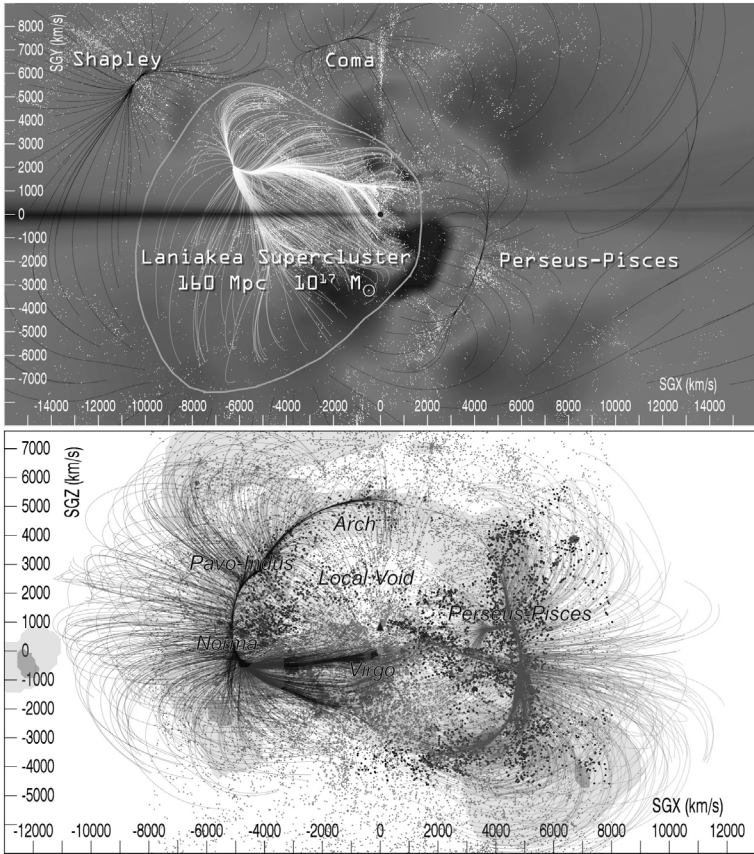 8000
7000
6000
5000
4000
3000
2000
1000
0
-1000
-2000
-3000
-4000
-5000
-6000
-7000
SGY (km/s)
Shapley
Coma
Laniakea Supercluster
160 Mpc 10¹⁷ M☉
Perseus-Pisces
SGX (km/s)
-14000 -12000 -10000 -8000 -6000 -4000 -2000 0 2000 4000 6000 8000 10000 12000 14000
7000
6000
5000
4000
3000
2000
1000
0
-1000
-2000
-3000
-4000
-5000
SGZ (km/s)
Arch
Pavo-Indus
Local Void
Perseus-Pisces
Norma
Virgo
SGX (km/s)
-12000 -10000 -8000 -6000 -4000 -2000 0 2000 4000 6000 8000 10000 12000